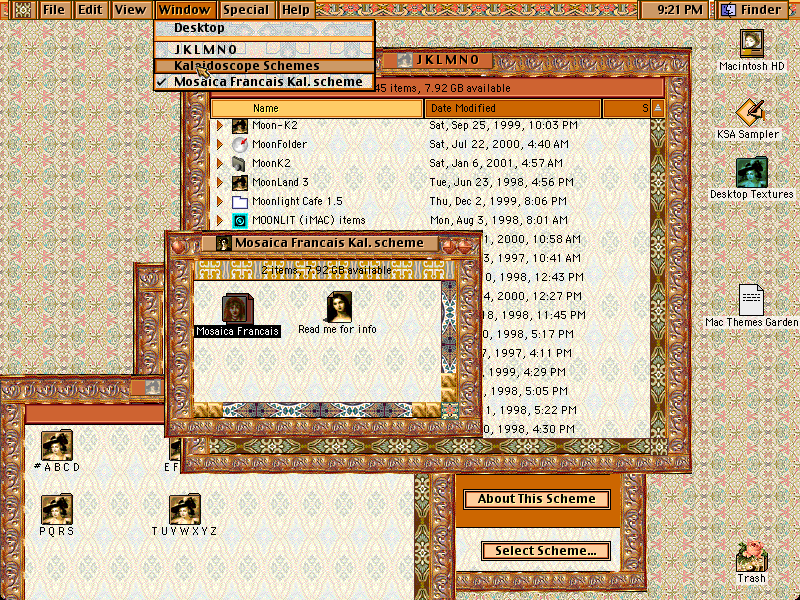 File Edit View Window Special Help 9:21 PM Finder
Desktop
JKLMNO
Kaleidoscope Schemes
✓ Mosaica Francais Kal. scheme
JKLMNO
45 items, 7.92 GB available
Name Date Modified S
Moon-K2 Sat, Sep 25, 1999, 10:03 PM
MoonFolder Sat, Jul 22, 2000, 4:40 AM
MoonK2 Sat, Jan 6, 2001, 4:57 AM
MoonLand 3 Tue, Jun 23, 1998, 4:56 PM
Moonlight Cafe 1.5 Thu, Dec 2, 1999, 8:06 PM
MOONLIT (iMAC) items Mon, Aug 3, 1998, 8:01 AM
1, 2000, 10:58 AM
, 1997, 10:41 AM
0, 1998, 12:43 PM
4, 2000, 12:27 PM
8, 1998, 11:45 PM
, 1998, 5:17 PM
7, 1997, 4:11 PM
, 1999, 4:29 PM
, 1998, 5:05 PM
1, 1998, 5:22 PM
0, 1998, 4:30 PM
Mosaica Francais Kal. scheme
2 items, 7.92 GB available
Mosaica Francais
Read me for info
#ABCD
EF
PQRS
TUVWXYZ
About This Scheme
Select Scheme...
Macintosh HD
KSA Sampler
Desktop Textures
Mac Themes Garden
Trash